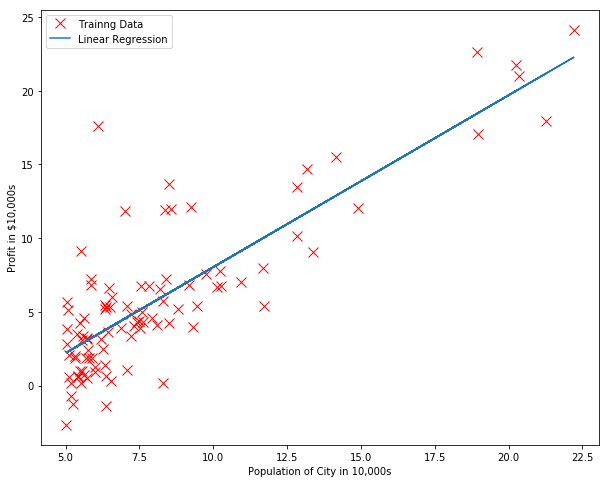 Trainng Data
Linear Regression
25
20
15
10
5
0
Profit in $10,000s
5.0 7.5 10.0 12.5 15.0 17.5 20.0 22.5
Population of City in 10,000s